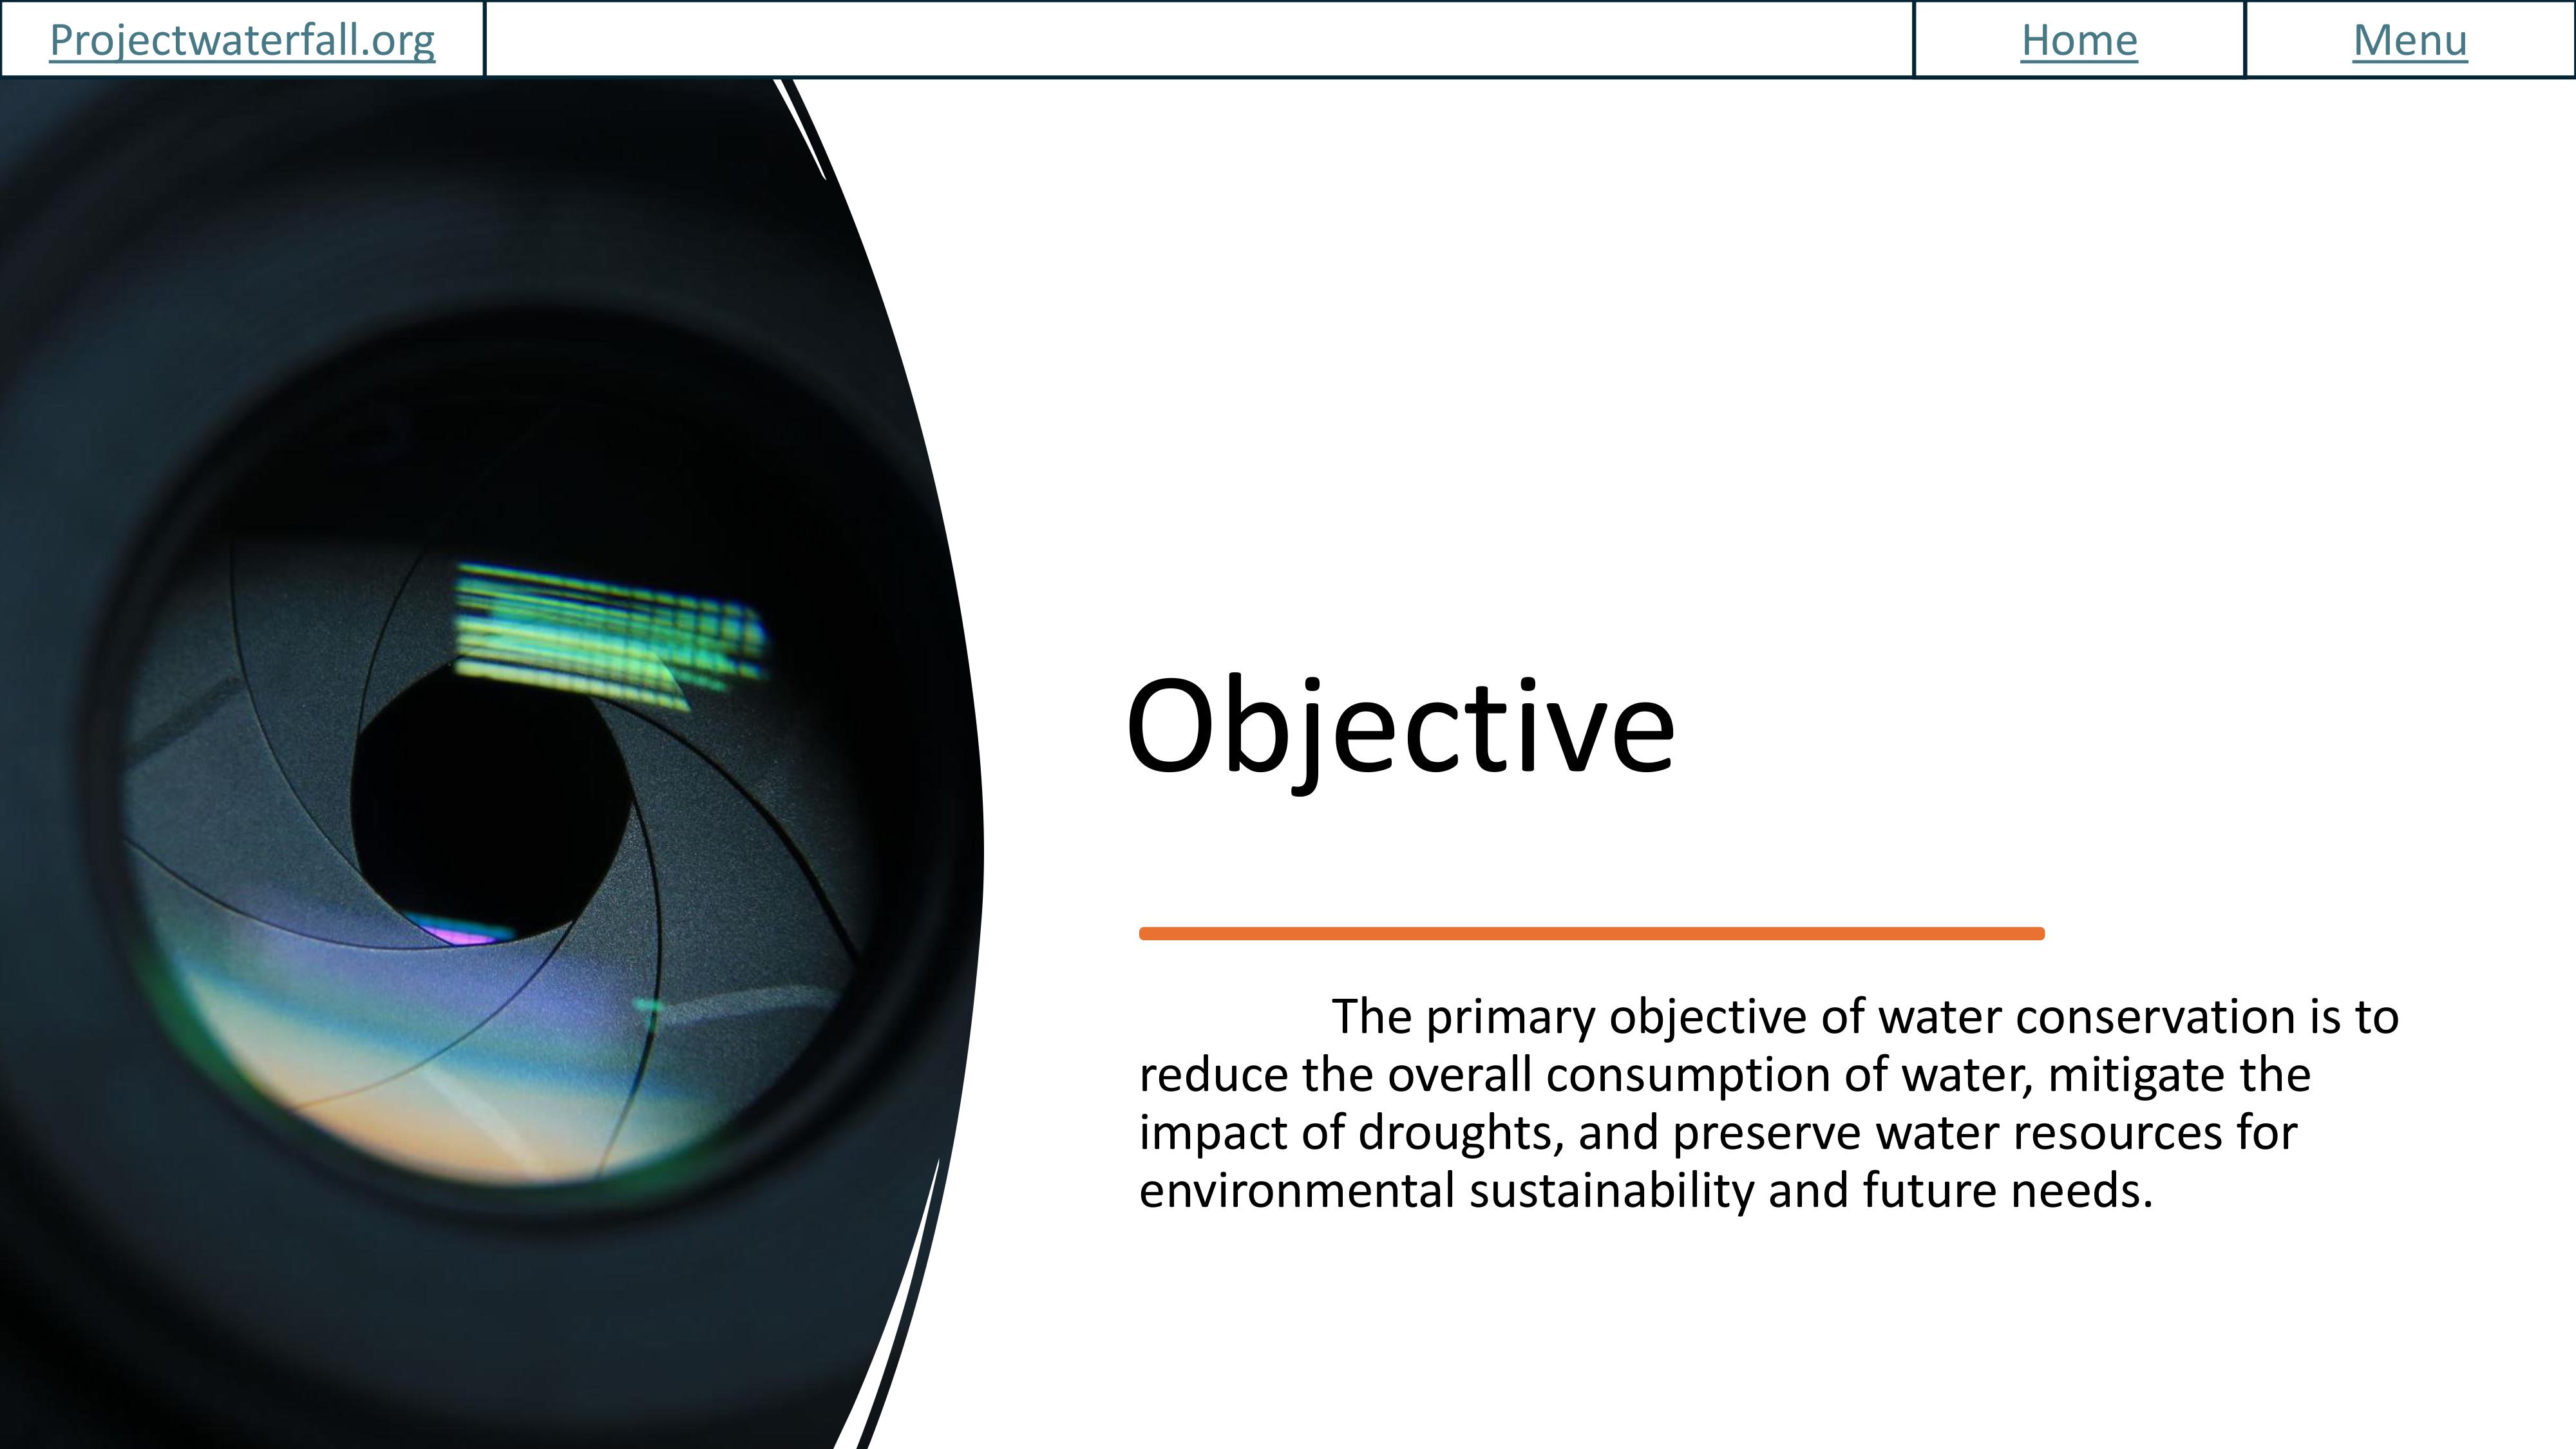 Projectwaterfall.org
Home
Menu
Objective
The primary objective of water conservation is to
reduce the overall consumption of water, mitigate the
impact of droughts, and preserve water resources for
environmental sustainability and future needs.